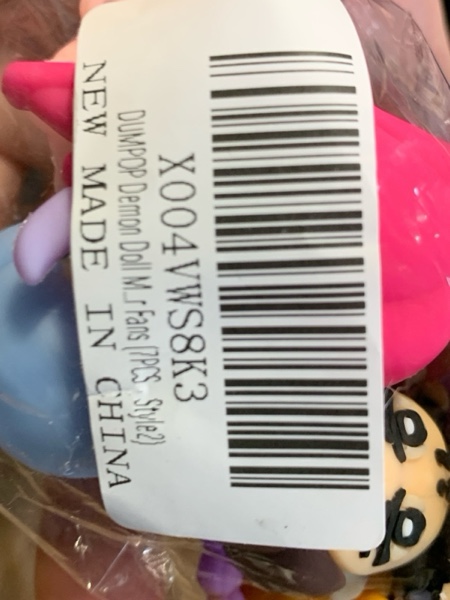 X004VWS8K3
DUMPOP Demon Doll M...r Fans (7PCS, Style2)
NEW MADE IN CHINA